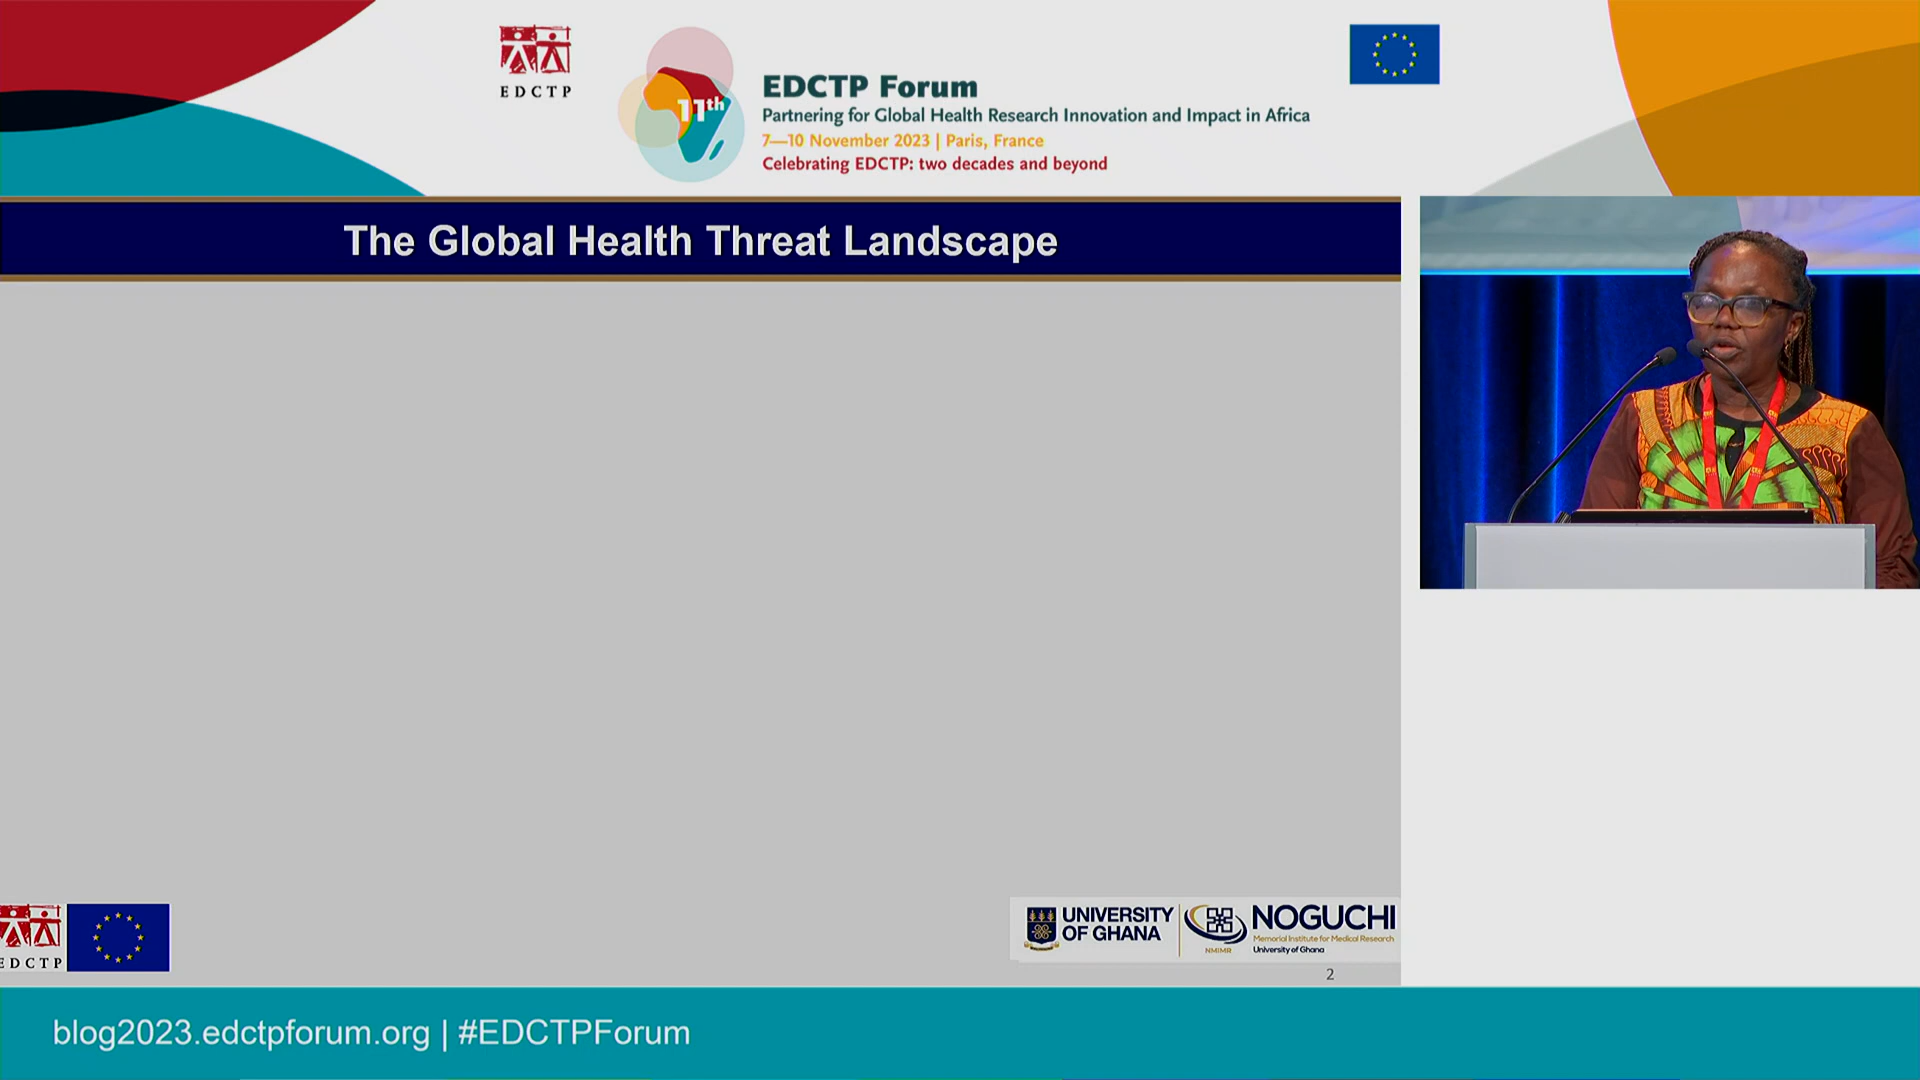 EDCTP
11th
EDCTP Forum
Partnering for Global Health Research Innovation and Impact in Africa
7—10 November 2023 | Paris, France
Celebrating EDCTP: two decades and beyond
The Global Health Threat Landscape
EDCTP
UNIVERSITY
OF GHANA
NMIMR
NOGUCHI
Memorial Institute for Medical Research
University of Ghana
2
blog2023.edctpforum.org | #EDCTPForum